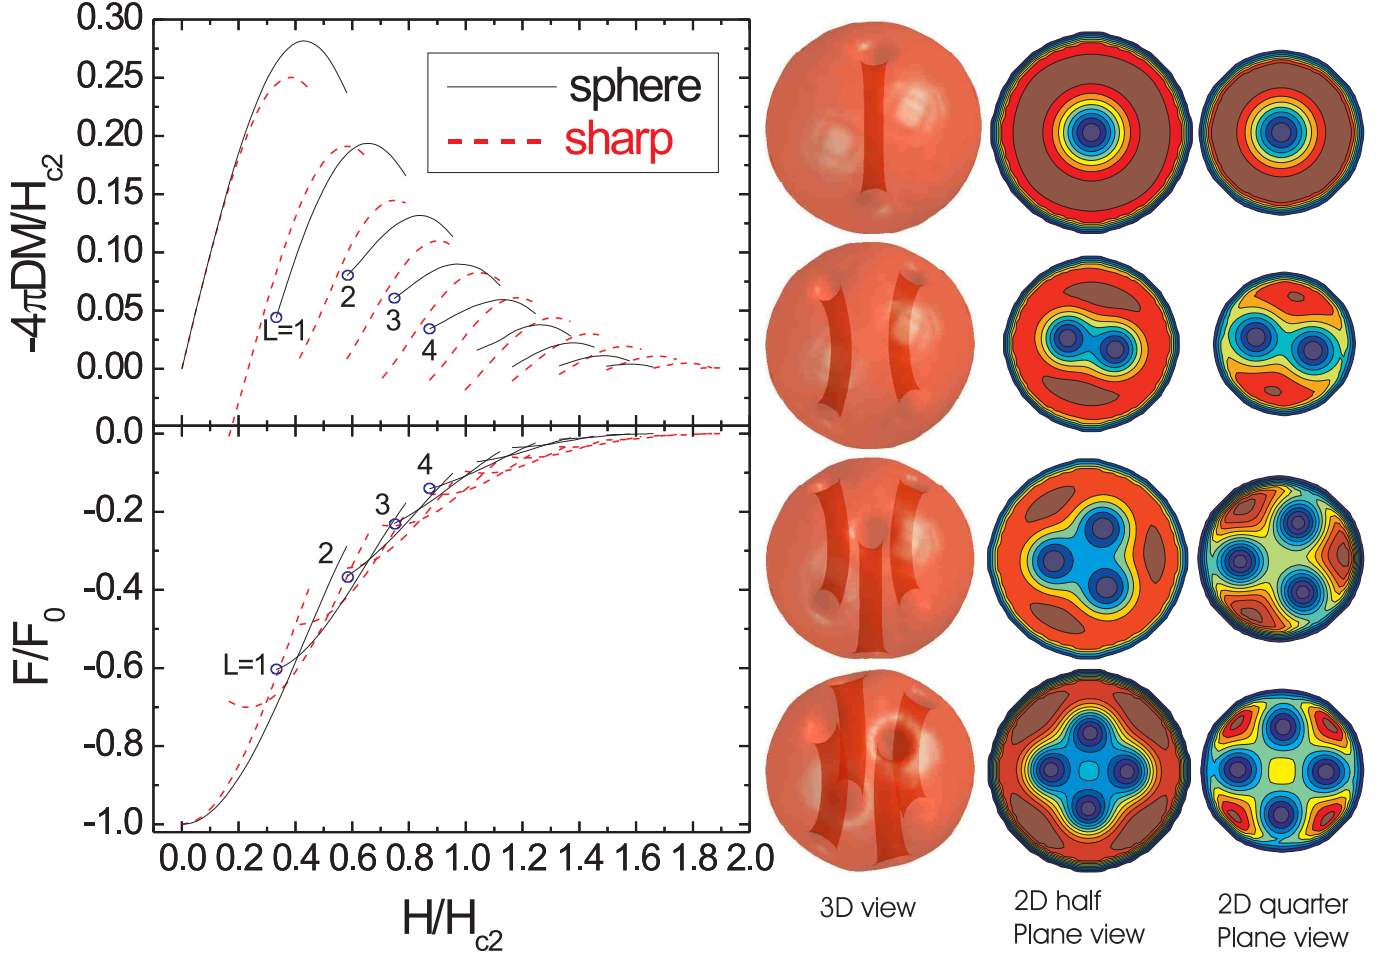 0.30
0.25
0.20
0.15
0.10
0.05
0.00
-4πDM/Hc2
sphere
sharp
L=1
2
3
4
0.0
-0.2
-0.4
-0.6
-0.8
-1.0
F/F0
L=1
2
3
4
0.0 0.2 0.4 0.6 0.8 1.0 1.2 1.4 1.6 1.8 2.0
H/Hc2
3D view
2D half
Plane view
2D quarter
Plane view